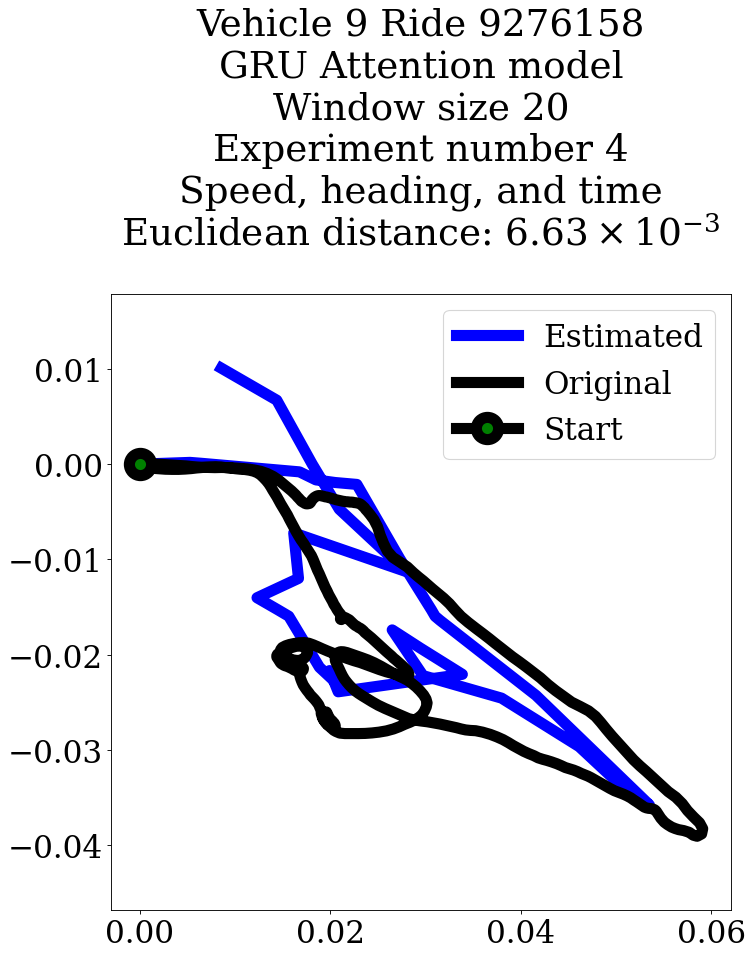 Vehicle 9 Ride 9276158
GRU Attention model
Window size 20
Experiment number 4
Speed, heading, and time
Euclidean distance: 6.63 × 10⁻³
Estimated
Original
Start
0.01
0.00
−0.01
−0.02
−0.03
−0.04
0.00 0.02 0.04 0.06